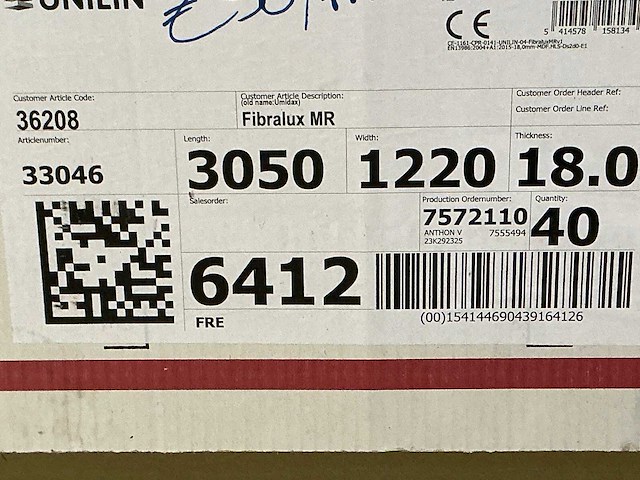 UNILIN
5 414578 158134
CE-1161-CPR-0141-UNILIN-04-FibraluxMRv1
EN13986:2004+A1:2015-18,0mm-MDF.HLS-Ds2d0-E1
Customer Article Code:
36208
Customer Article Description:
(old name:Umidax)
Fibralux MR
Customer Order Header Ref:
Customer Order Line Ref:
Articlenumber:
33046
Length:
3050
Width:
1220
Thickness:
18.0
Salesorder:
6412
FRE
Production Ordernumber:
7572110
ANTHON V 7555494
23K292325
Quantity:
40
(00)154144690439164126